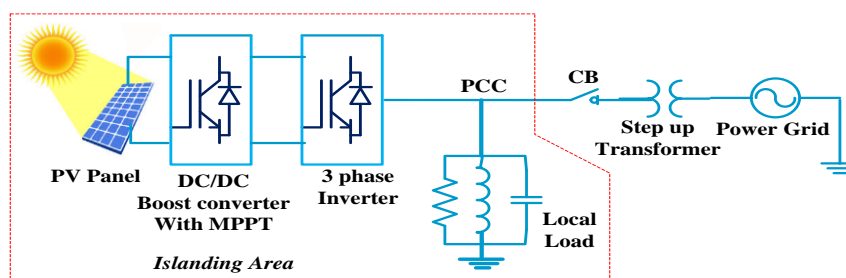 PCC
CB
Step up
Transformer
Power Grid
PV Panel
DC/DC
Boost converter
With MPPT
3 phase
Inverter
Local
Load
Islanding Area